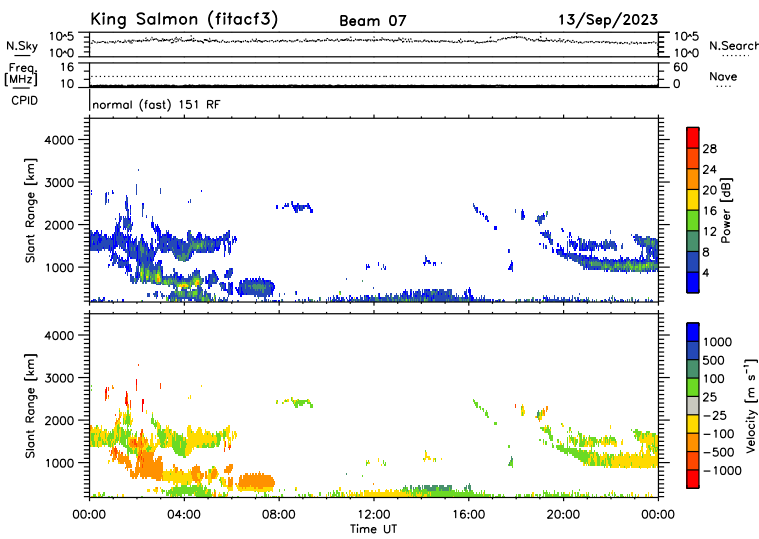 King Salmon (fitacf3) Beam 07 13/Sep/2023
N.Sky 10^5 10^0 10^5 10^0 N.Search
Freq. [MHz] 16 10 60 0 Nave
CPID normal (fast) 151 RF
Slant Range [km] 4000 3000 2000 1000
Power [dB] 28 24 20 16 12 8 4
Slant Range [km] 4000 3000 2000 1000
Velocity [m s^-1] 1000 500 100 25 -25 -100 -500 -1000
00:00 04:00 08:00 12:00 16:00 20:00 00:00
Time UT